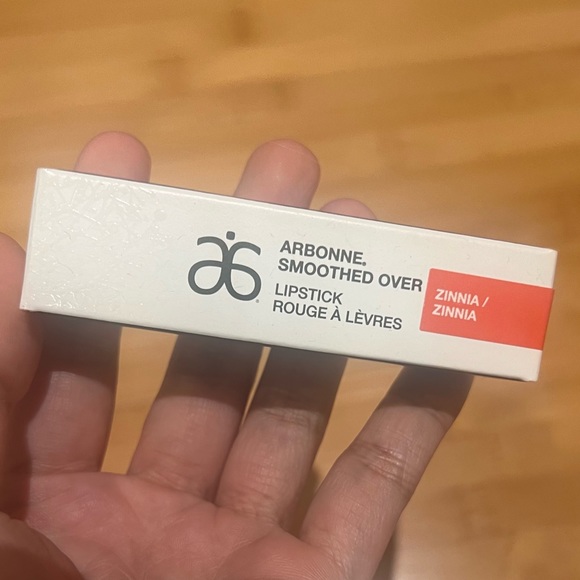 ARBONNE®
SMOOTHED OVER
LIPSTICK
ROUGE À LÈVRES
ZINNIA /
ZINNIA